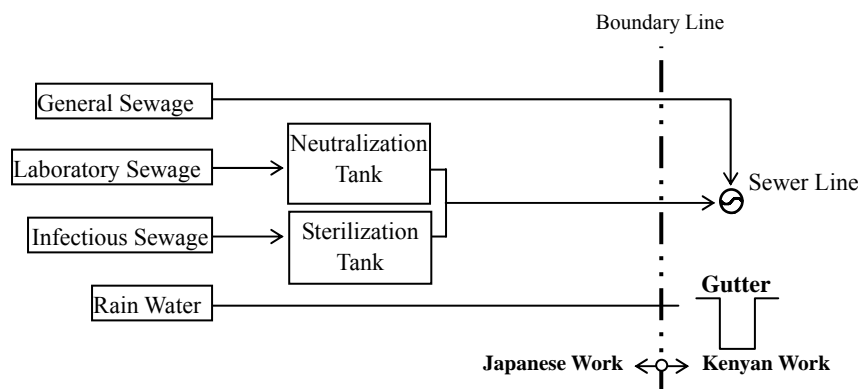 Boundary Line
General Sewage
Neutralization
Tank
Laboratory Sewage
Sewer Line
Sterilization
Tank
Infectious Sewage
Gutter
Rain Water
Japanese Work
Kenyan Work